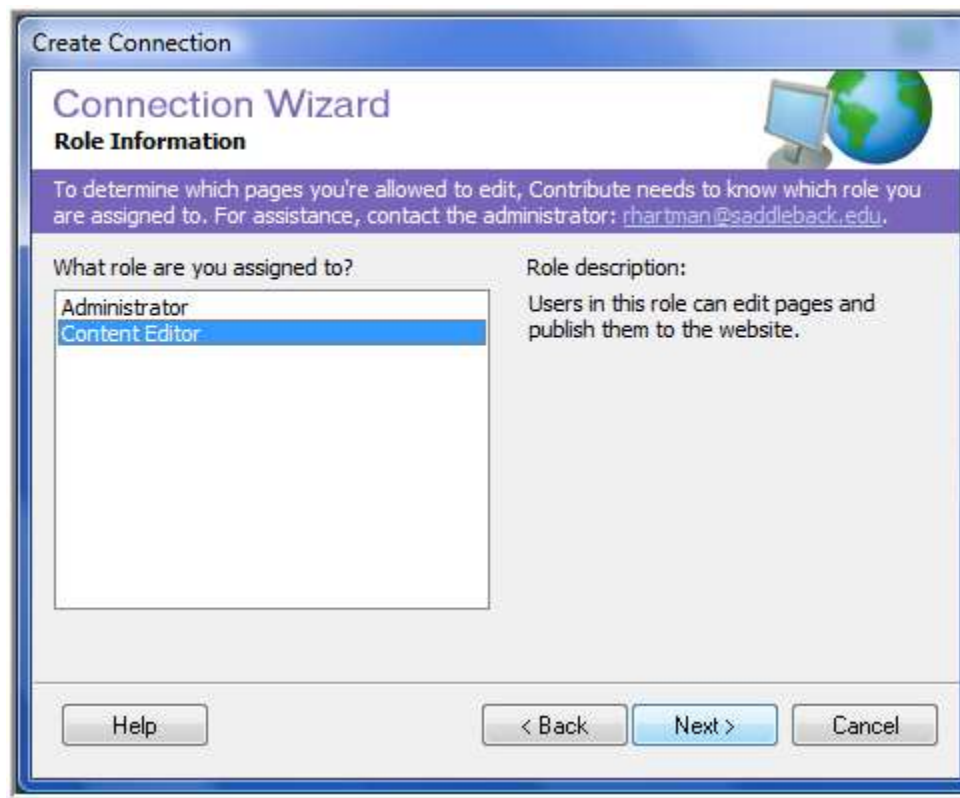 Create Connection
Connection Wizard
Role Information
To determine which pages you're allowed to edit, Contribute needs to know which role you
are assigned to. For assistance, contact the administrator: rhartman@saddleback.edu.
What role are you assigned to?
Administrator
Content Editor
Role description:
Users in this role can edit pages and
publish them to the website.
Help
< Back
Next >
Cancel